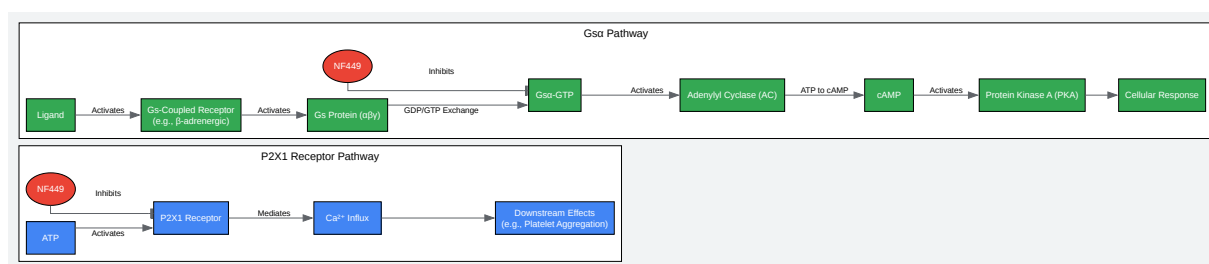 Gsα Pathway
NF449
Inhibits
Ligand
Activates
Gs-Coupled Receptor
(e.g., β-adrenergic)
Activates
Gs Protein (αβγ)
GDP/GTP Exchange
Gsα-GTP
Activates
Adenylyl Cyclase (AC)
ATP to cAMP
cAMP
Activates
Protein Kinase A (PKA)
Cellular Response
P2X1 Receptor Pathway
NF449
Inhibits
ATP
Activates
P2X1 Receptor
Mediates
Ca²⁺ Influx
Downstream Effects
(e.g., Platelet Aggregation)